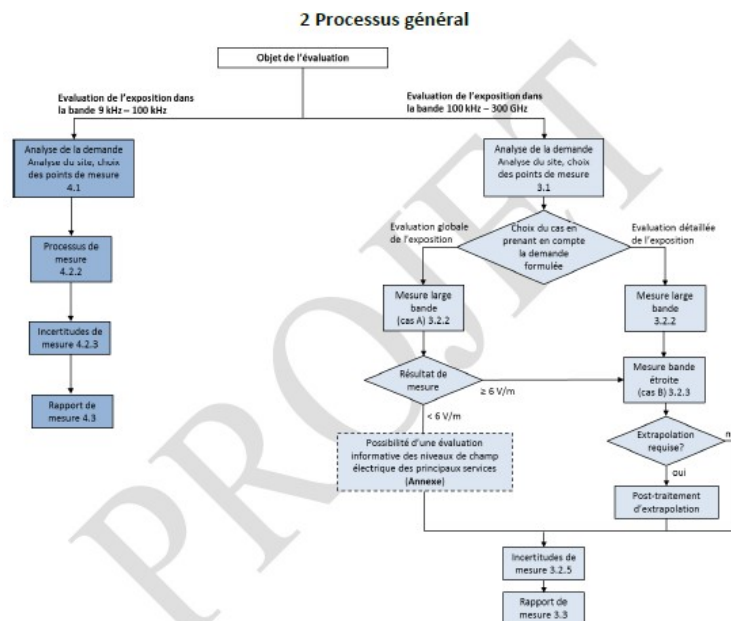 2 Processus général
Objet de l'évaluation
Evaluation de l'exposition dans
la bande 9 kHz – 100 kHz
Evaluation de l'exposition dans
la bande 100 kHz – 300 GHz
Analyse de la demande
Analyse du site, choix
des points de mesure
4.1
Processus de
mesure
4.2.2
Incertitudes de
mesure 4.2.3
Rapport de
mesure 4.3
Analyse de la demande
Analyse du site, choix
des points de mesure
3.1
Choix du cas en
prenant en compte
la demande
formulée
Evaluation globale
de l'exposition
Evaluation détaillée
de l'exposition
Mesure large
bande
(cas A) 3.2.2
Mesure large
bande
3.2.2
Résultat de
mesure
≥ 6 V/m
< 6 V/m
Mesure bande
étroite
(cas B) 3.2.3
Possibilité d'une évaluation
informative des niveaux de champ
électrique des principaux services
(Annexe)
Extrapolation
requise?
n
oui
Post-traitement
d'extrapolation
Incertitudes de
mesure 3.2.5
Rapport de
mesure 3.3
PROJET